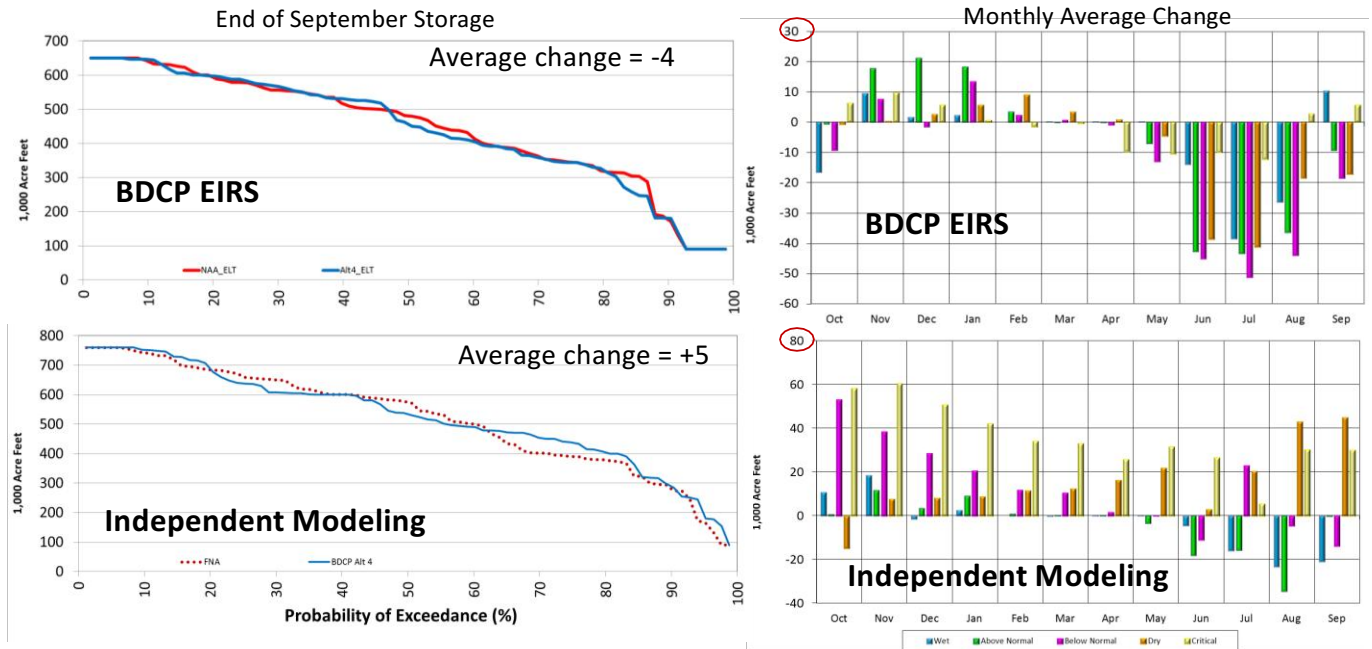 End of September Storage
700
600
500
400
300
200
100
0
1,000 Acre Feet
Average change = -4
BDCP EIRS
NAA_ELT
Alt4_ELT
0
10
20
30
40
50
60
70
80
90
100
800
700
600
500
400
300
200
100
0
1,000 Acre Feet
Average change = +5
Independent Modeling
FNA
BDCP Alt 4
0
10
20
30
40
50
60
70
80
90
100
Probability of Exceedance (%)
Monthly Average Change
30
20
10
0
-10
-20
-30
-40
-50
-60
1,000 Acre Feet
BDCP EIRS
Oct Nov Dec Jan Feb Mar Apr May Jun Jul Aug Sep
80
60
40
20
0
-20
-40
1,000 Acre Feet
Independent Modeling
Oct Nov Dec Jan Feb Mar Apr May Jun Jul Aug Sep
Wet Above Normal Below Normal Dry Critical